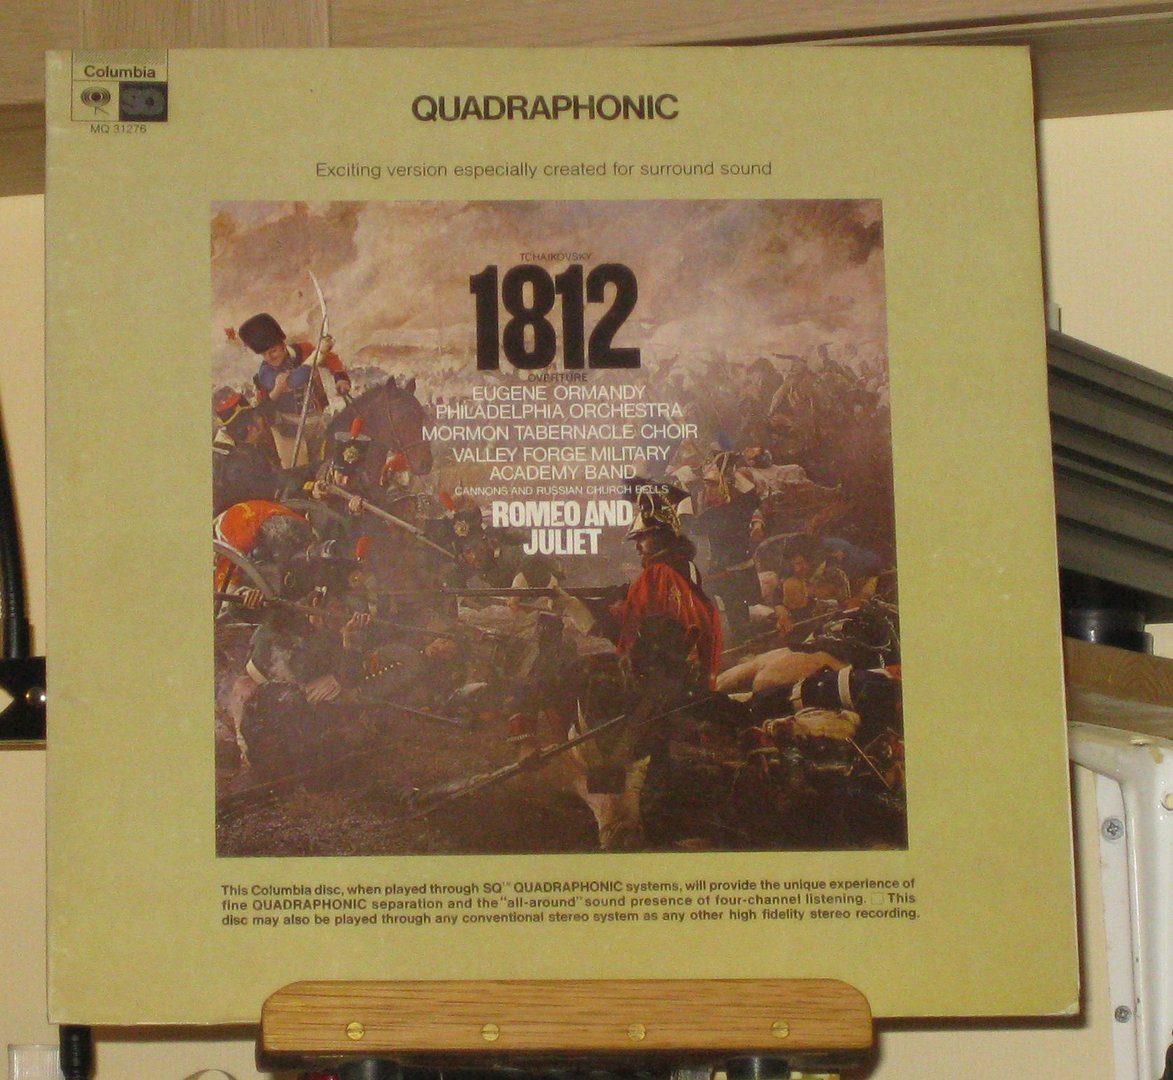 Columbia
SQ
MQ 31276
QUADRAPHONIC
Exciting version especially created for surround sound
TCHAIKOVSKY
1812
OVERTURE
EUGENE ORMANDY
PHILADELPHIA ORCHESTRA
MORMON TABERNACLE CHOIR
VALLEY FORGE MILITARY
ACADEMY BAND
CANNONS AND RUSSIAN CHURCH BELLS
ROMEO AND
JULIET
This Columbia disc, when played through SQ™ QUADRAPHONIC systems, will provide the unique experience of
fine QUADRAPHONIC separation and the "all-around" sound presence of four-channel listening. □ This
disc may also be played through any conventional stereo system as any other high fidelity stereo recording.